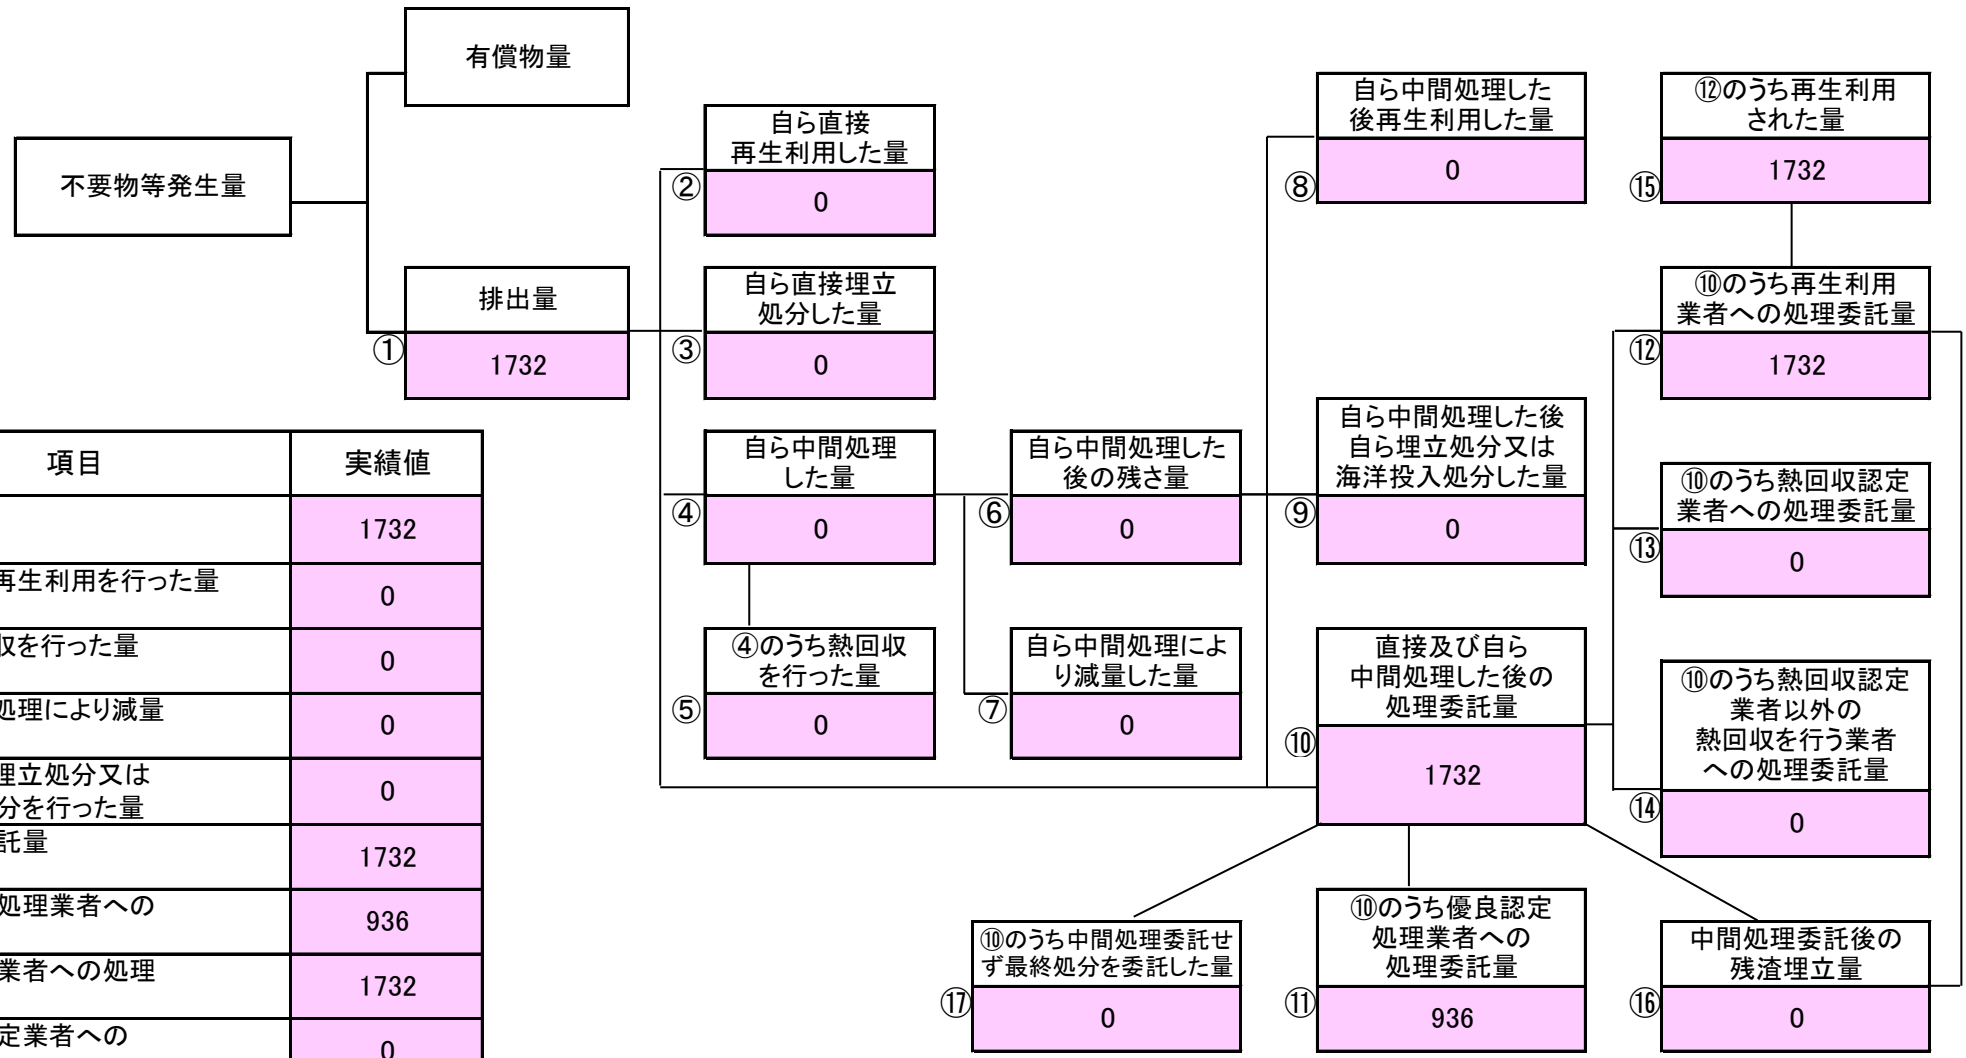 有償物量
不要物等発生量
排出量
①
1732
自ら直接
再生利用した量
②
0
自ら直接埋立
処分した量
③
0
自ら中間処理
した量
④
0
④のうち熱回収
を行った量
⑤
0
自ら中間処理した
後の残さ量
⑥
0
自ら中間処理によ
り減量した量
⑦
0
自ら中間処理した
後再生利用した量
⑧
0
自ら中間処理した後
自ら埋立処分又は
海洋投入処分した量
⑨
0
直接及び自ら
中間処理した後の
処理委託量
⑩
1732
⑫のうち再生利用
された量
⑮
1732
⑩のうち再生利用
業者への処理委託量
⑫
1732
⑩のうち熱回収認定
業者への処理委託量
⑬
0
⑩のうち熱回収認定
業者以外の
熱回収を行う業者
への処理委託量
⑭
0
⑩のうち中間処理委託せ
ず最終処分を委託した量
⑰
0
⑩のうち優良認定
処理業者への
処理委託量
⑪
936
中間処理委託後の
残渣埋立量
⑯
0
項目 実績値
1732
再生利用を行った量 0
収を行った量 0
処理により減量 0
埋立処分又は
分を行った量 0
託量 1732
処理業者への 936
業者への処理 1732
定業者への 0